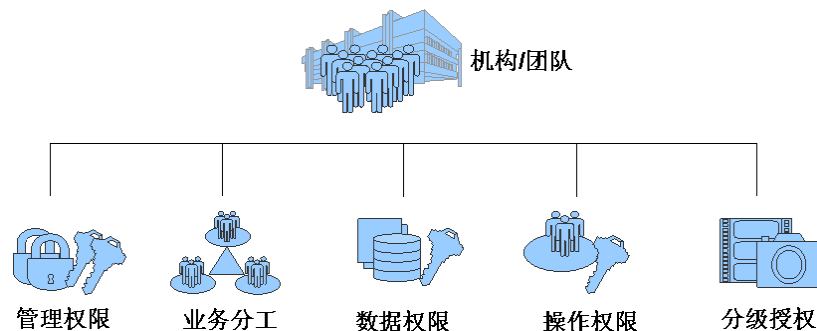 机构/团队
管理权限
业务分工
数据权限
操作权限
分级授权